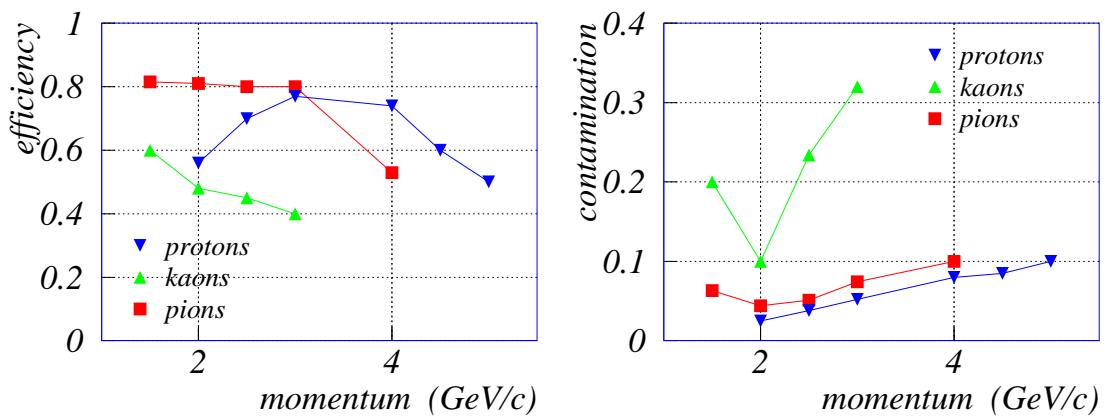 efficiency
1
0.8
0.6
0.4
0.2
0
protons
kaons
pions
2
4
momentum (GeV/c)
contamination
0.4
0.3
0.2
0.1
0
protons
kaons
pions
2
4
momentum (GeV/c)